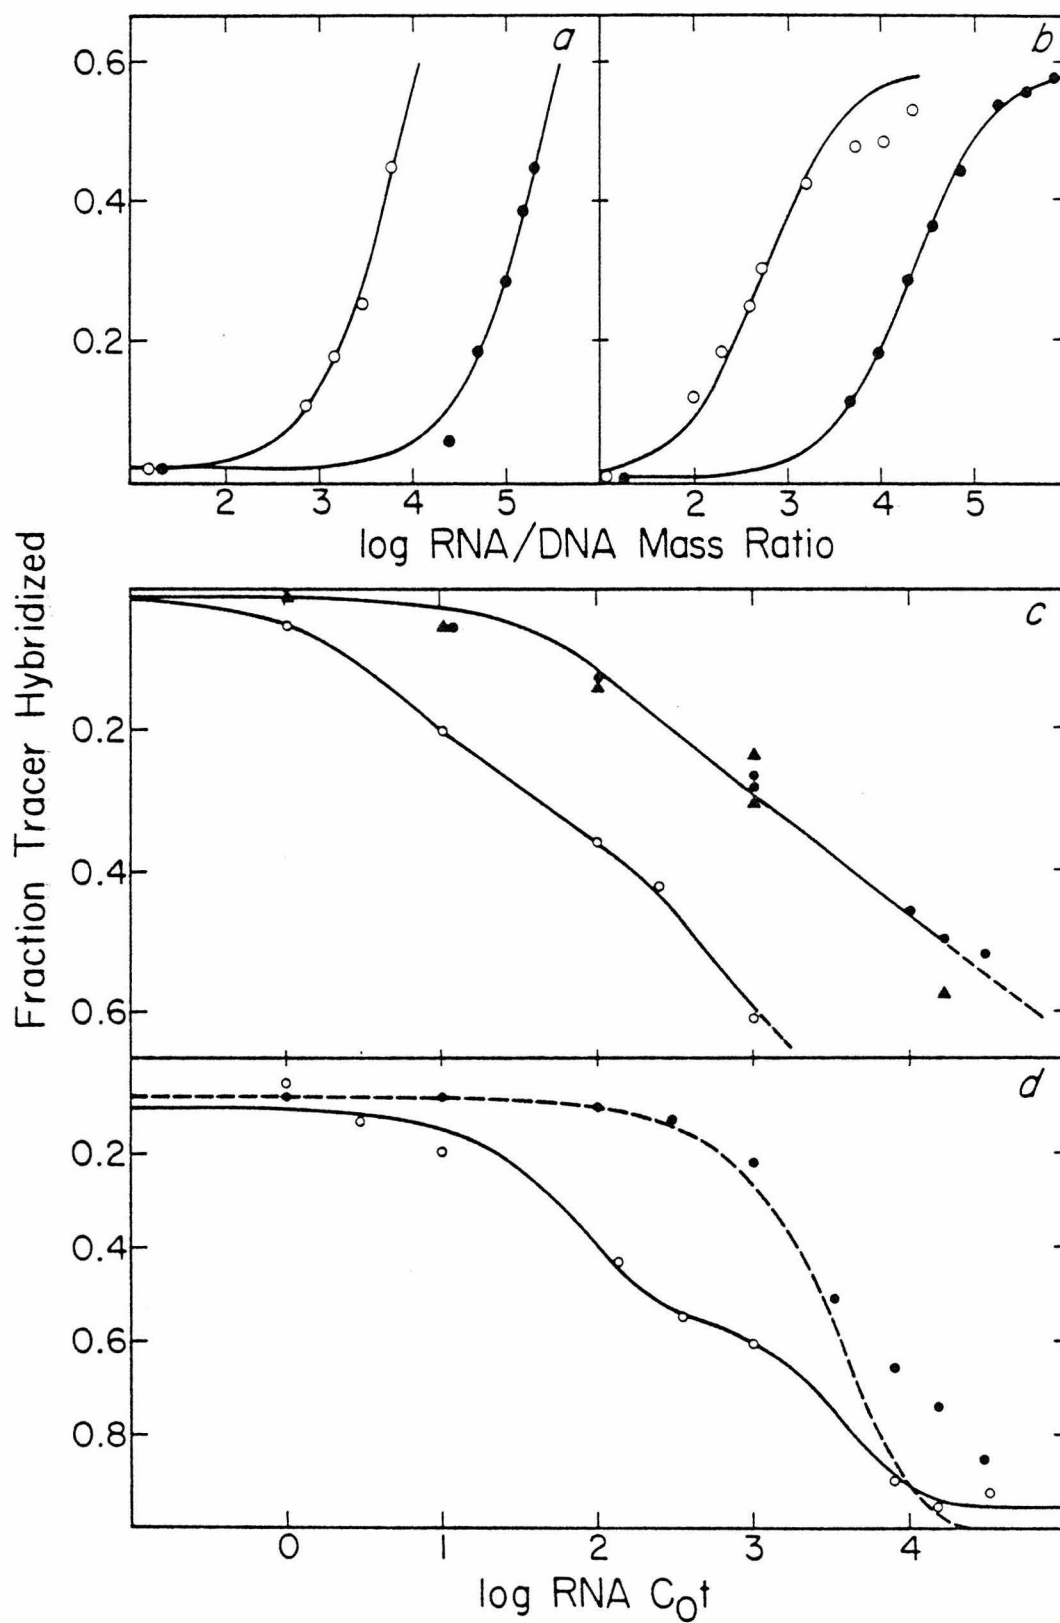 a
b
0.6
0.4
0.2
2 3 4 5 2 3 4 5
log RNA/DNA Mass Ratio
Fraction Tracer Hybridized
c
0.2
0.4
0.6
d
0.2
0.4
0.6
0.8
0 1 2 3 4
log RNA C₀t